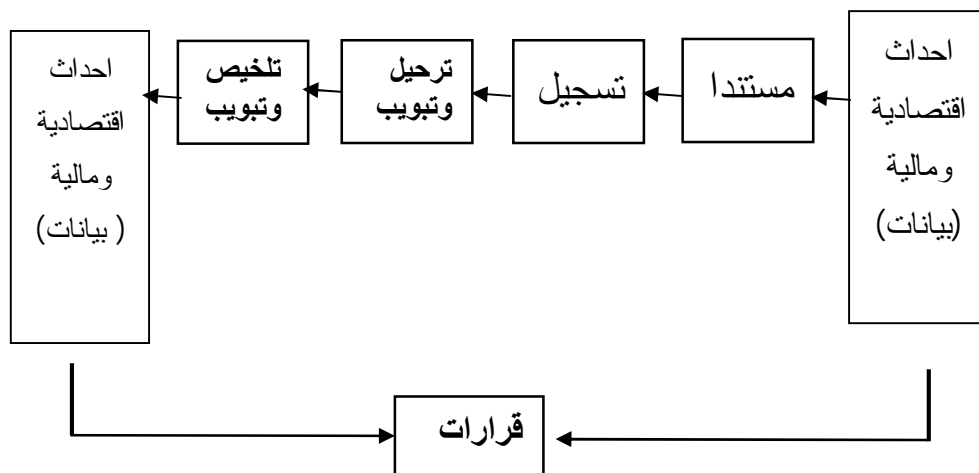 احداث
اقتصادية
ومالية
(بيانات)
مستندا
تسجيل
ترحيل
وتبويب
تلخيص
وتبويب
احداث
اقتصادية
ومالية
( بيانات)
قرارات